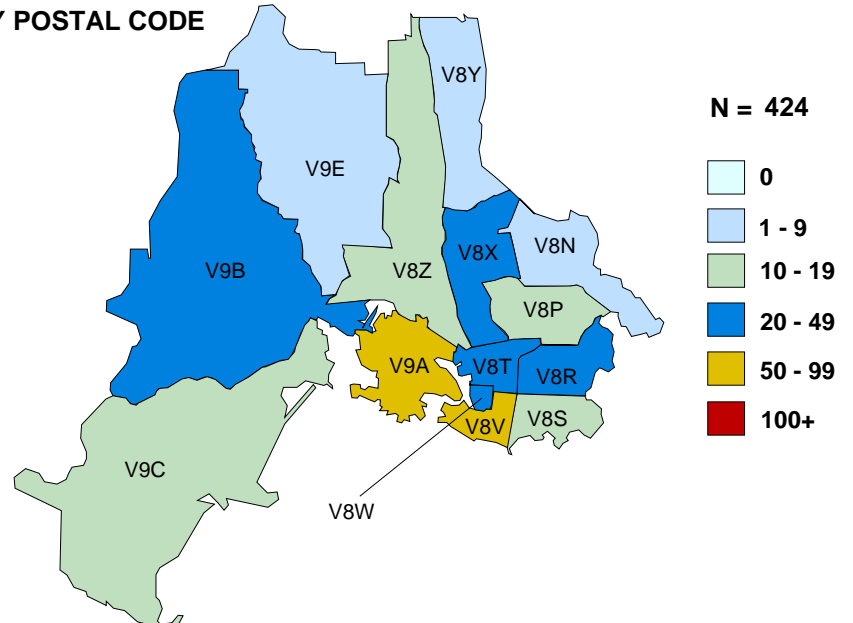 Y POSTAL CODE
V8Y
N = 424
V9E
0
1 - 9
V8X
V8N
V9B
V8Z
10 - 19
V8P
20 - 49
V9A
V8T
V8R
50 - 99
V8V
V8S
100+
V9C
V8W